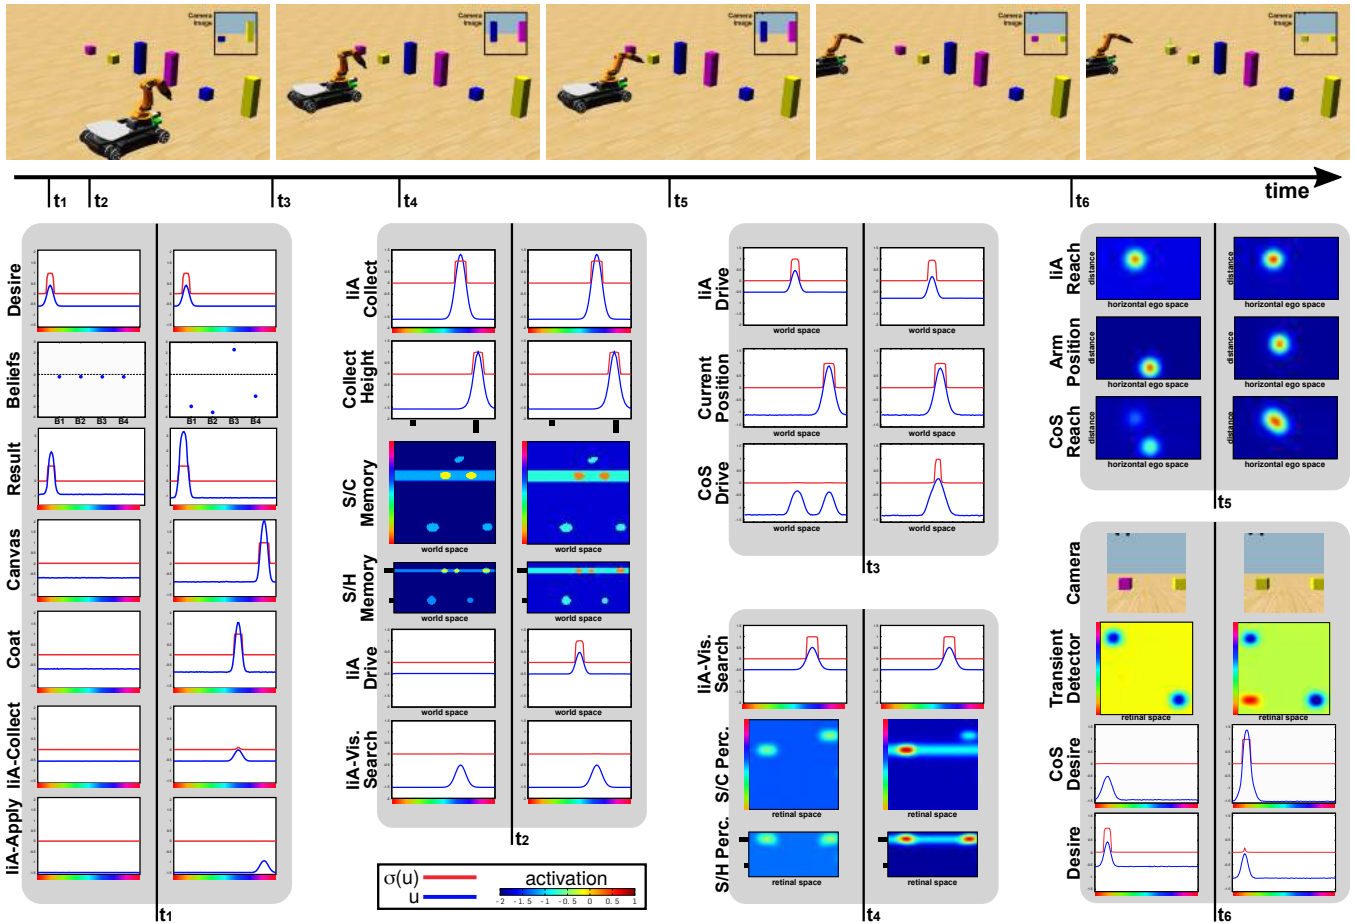 Camera
Image
Camera
Image
Camera
Image
Camera
Image
Camera
Image
t1
t2
t3
t4
t5
t6
time
Desire
Beliefs
B1 B2 B3 B4
B1 B2 B3 B4
Result
Canvas
Coat
IiA-Collect
IiA-Apply
t1
IiA
Collect
Collect
Height
S/C
Memory
world space
world space
S/H
Memory
world space
world space
IiA
Drive
world space
world space
IiA-Vis.
Search
t2
σ(u)
u
activation
-2 -1.5 -1 -0.5 0 0.5 1
IiA
Drive
world space
world space
Current
Position
world space
world space
CoS
Drive
world space
world space
t3
IiA-Vis.
Search
S/C Perc.
retinal space
retinal space
S/H Perc.
retinal space
retinal space
t4
IiA
Reach
distance
horizontal ego space
distance
horizontal ego space
Arm
Position
distance
horizontal ego space
distance
horizontal ego space
CoS
Reach
distance
horizontal ego space
distance
horizontal ego space
t5
Camera
Transient
Detector
retinal space
retinal space
CoS
Desire
Desire
t6